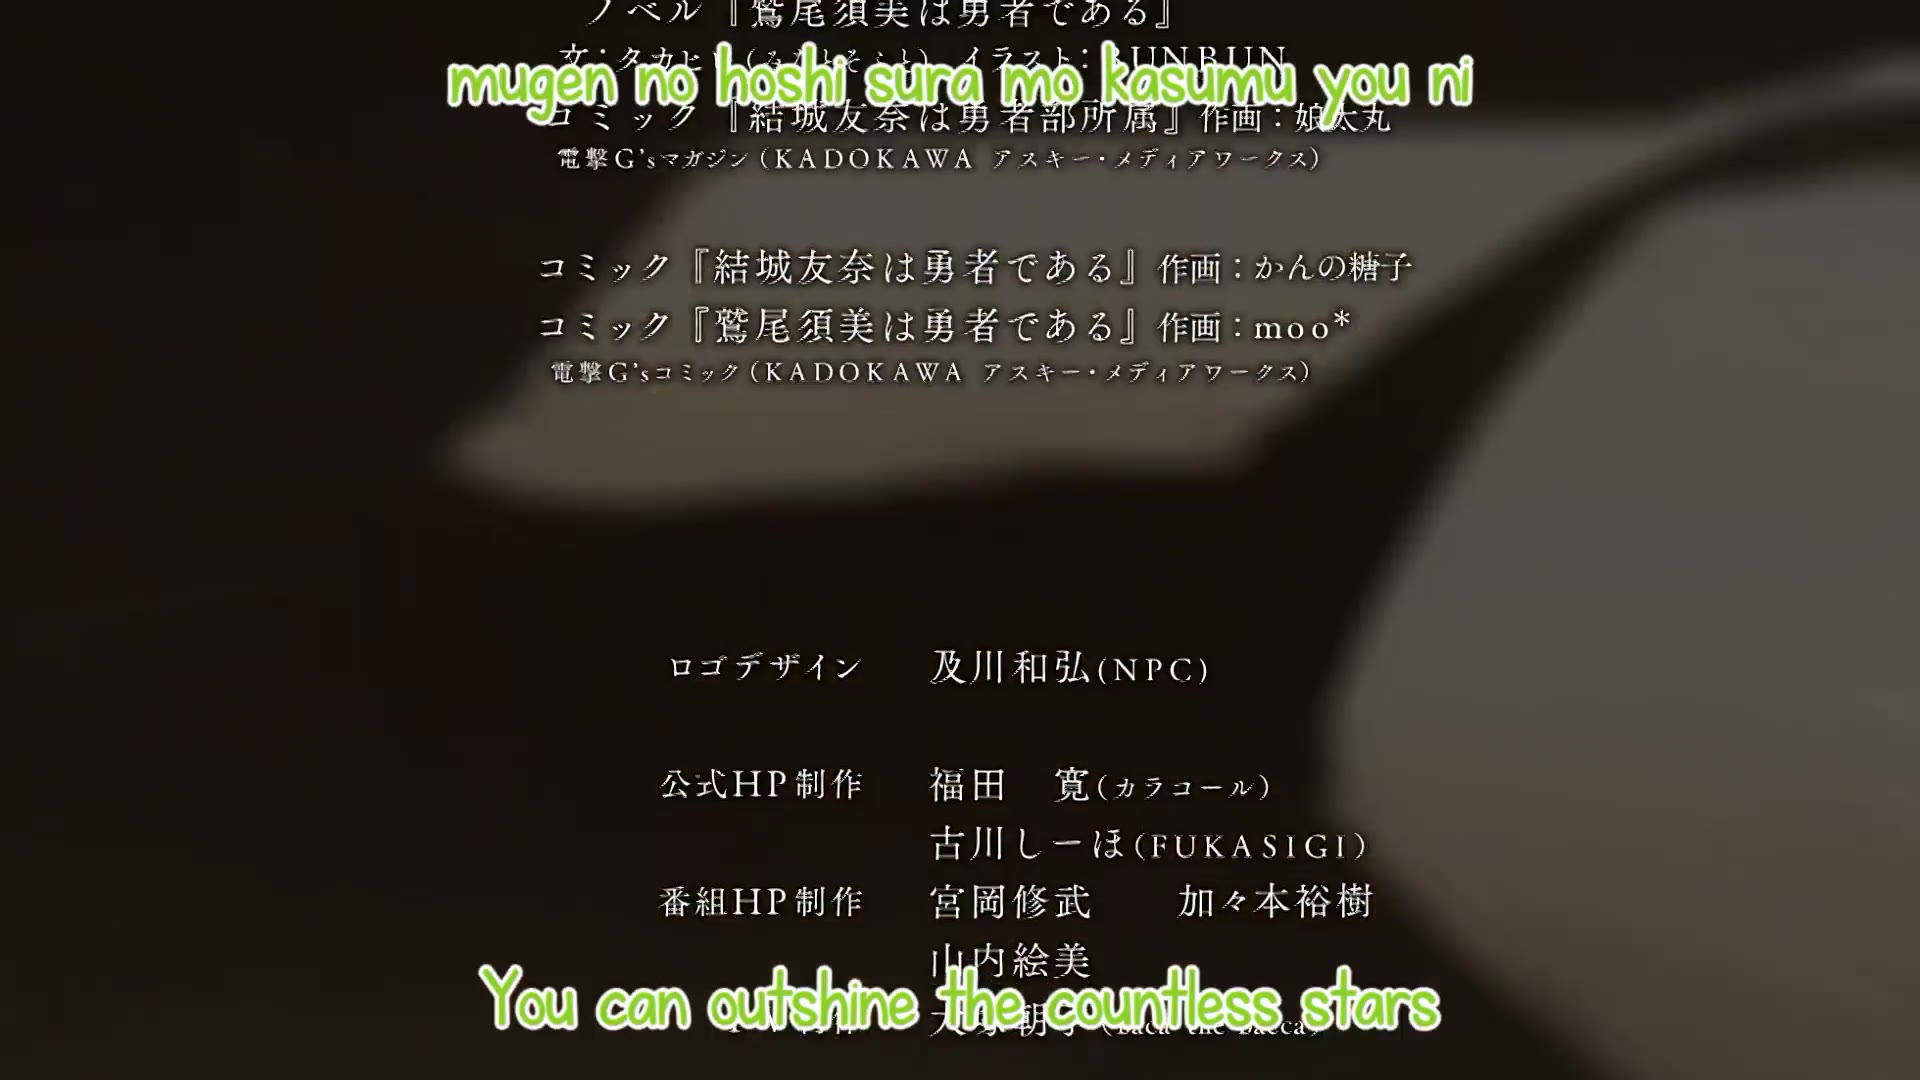 ノベル『鷲尾須美は勇者である』
mugen no hoshi sura mo kasumu you ni
イラスト：BUNBUN
コミック『結城友奈は勇者部所属』作画：娘太丸
電撃G'sマガジン（KADOKAWA アスキー・メディアワークス）
コミック『結城友奈は勇者である』作画：かんの糖子
コミック『鷲尾須美は勇者である』作画：moo*
電撃G'sコミック（KADOKAWA アスキー・メディアワークス）
ロゴデザイン 及川和弘(NPC)
公式HP制作 福田 寛(カラコール)
古川しーほ(FUKASIGI)
番組HP制作 宮岡修武 加々本裕樹
山内絵美
You can outshine the countless stars